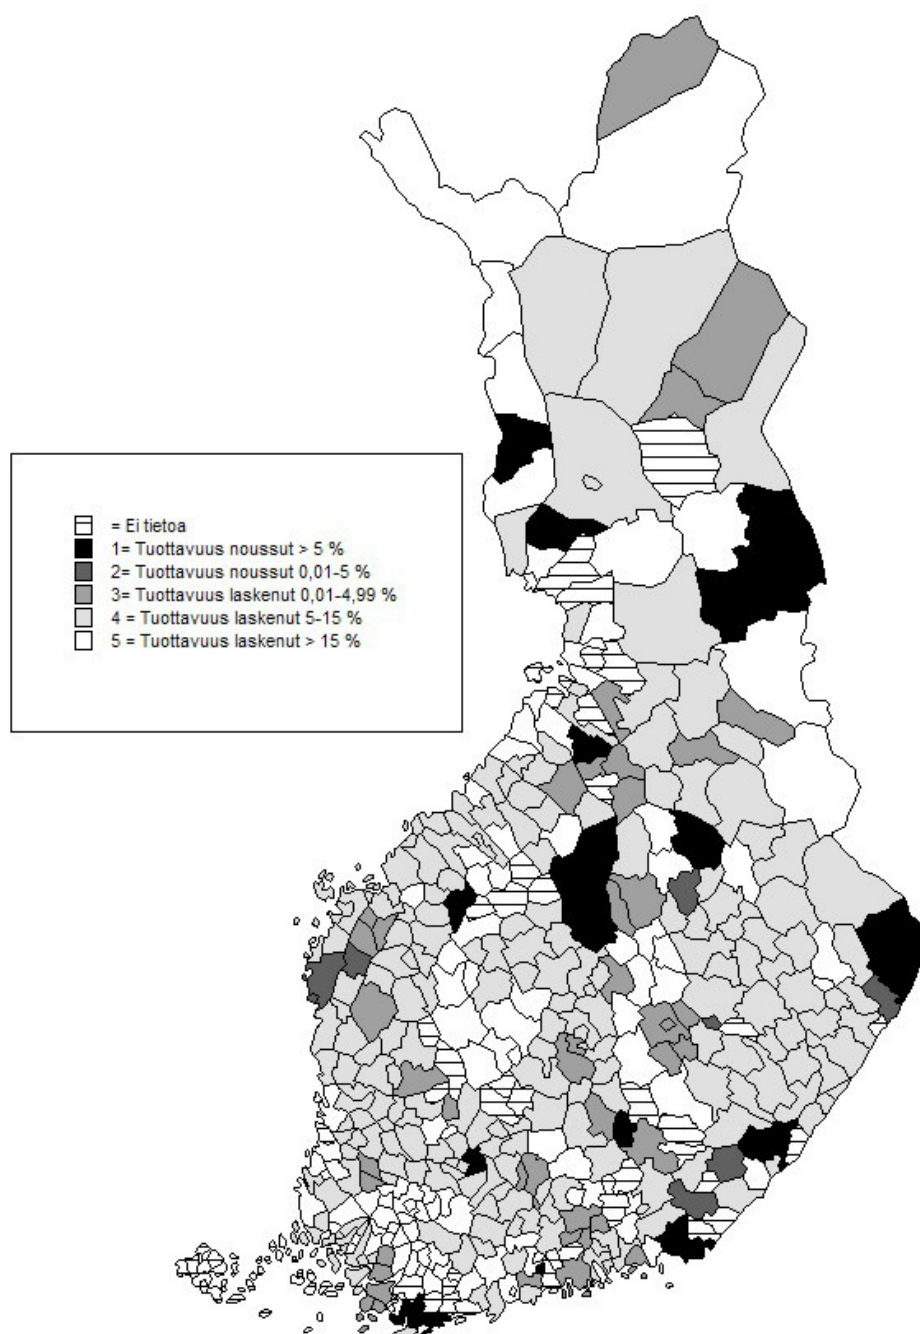 = Ei tietoa
1= Tuottavuus noussut > 5 %
2= Tuottavuus noussut 0,01-5 %
3= Tuottavuus laskenut 0,01-4,99 %
4 = Tuottavuus laskenut 5-15 %
5 = Tuottavuus laskenut > 15 %